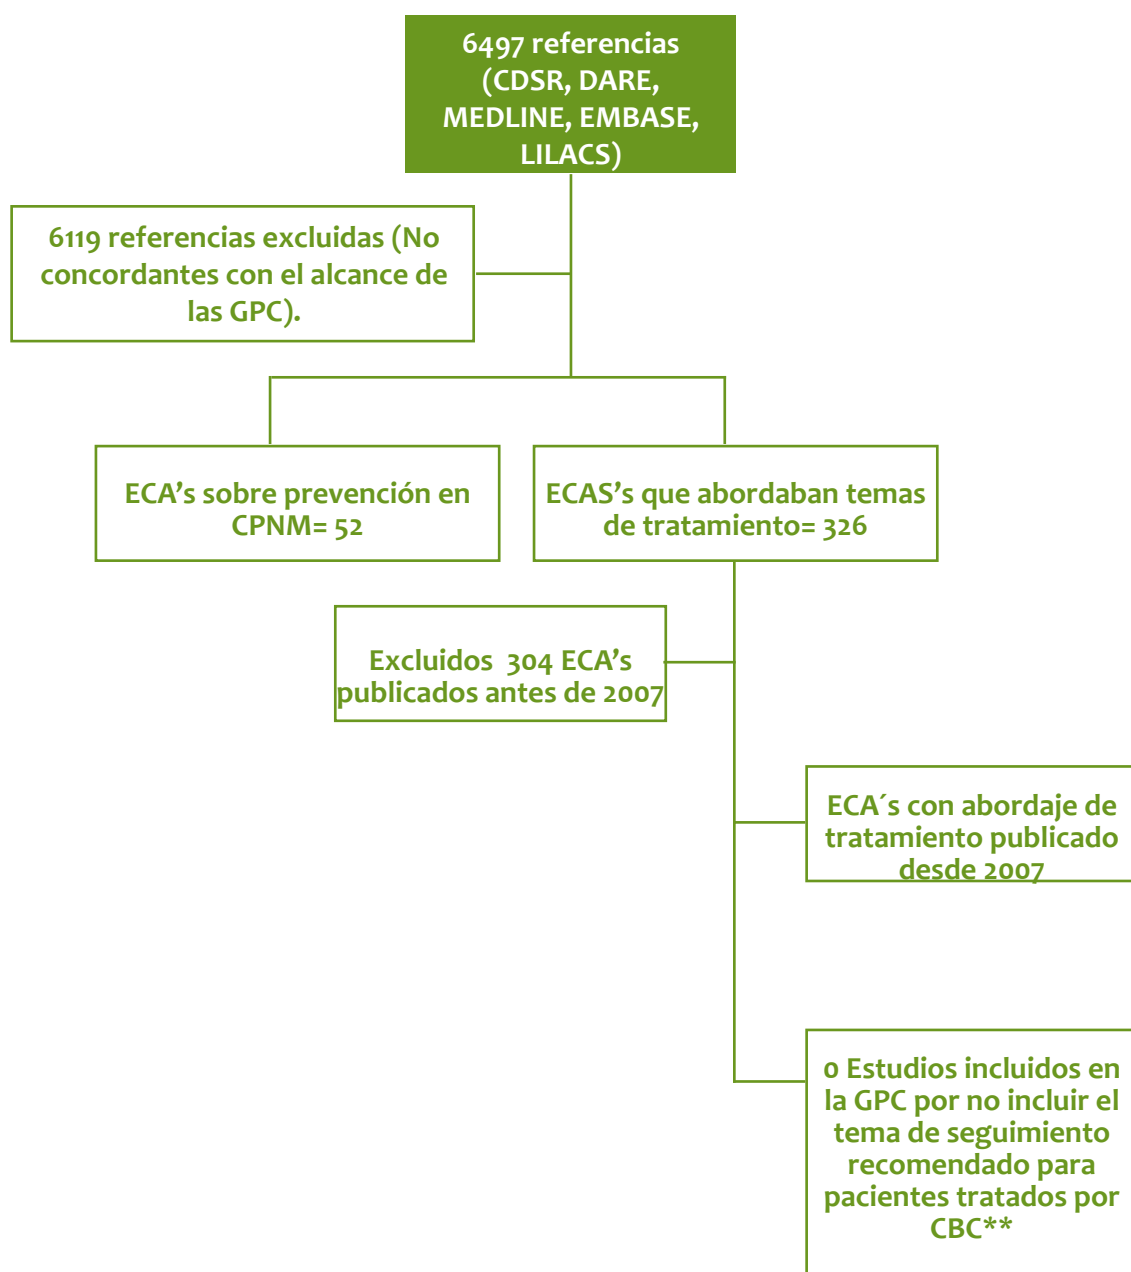 6497 referencias
(CDSR, DARE,
MEDLINE, EMBASE,
LILACS)
6119 referencias excluidas (No
concordantes con el alcance de
las GPC).
ECA’s sobre prevención en
CPNM= 52
ECAS’s que abordaban temas
de tratamiento= 326
Excluidos  304 ECA’s
publicados antes de 2007
ECA´s con abordaje de
tratamiento publicado
desde 2007
0 Estudios incluidos en
la GPC por no incluir el
tema de seguimiento
recomendado para
pacientes tratados por
CBC**